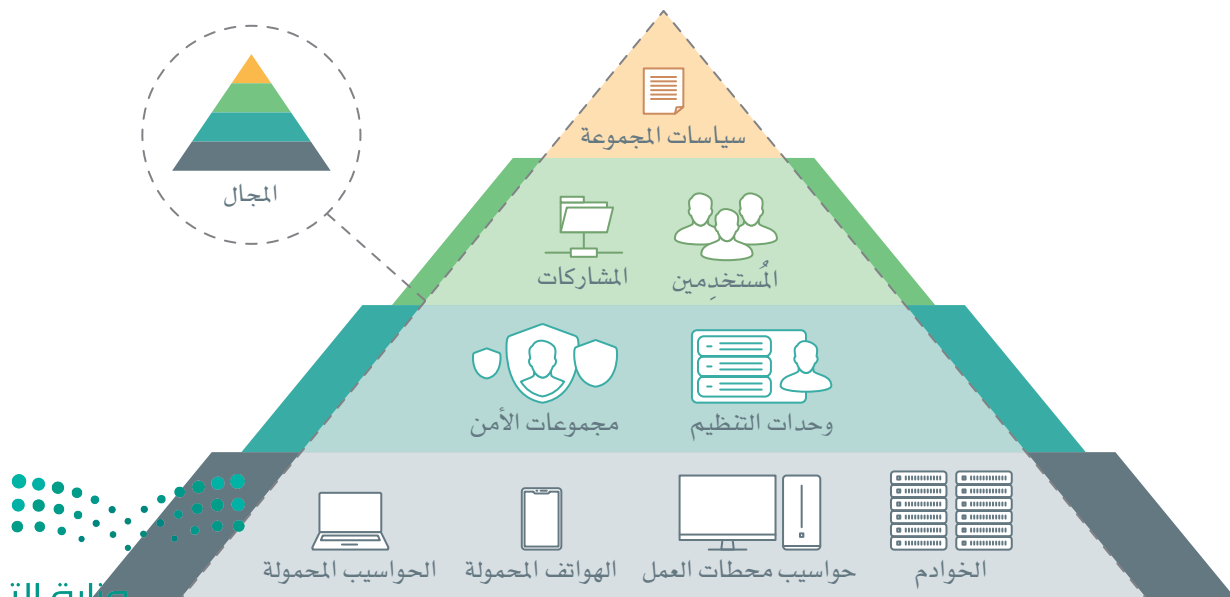 سياسات المجموعة
المجال
المُستخدِمين
المشاركات
وحدات التنظيم
مجموعات الأمن
الخوادم
حواسيب محطات العمل
الهواتف المحمولة
الحواسيب المحمولة